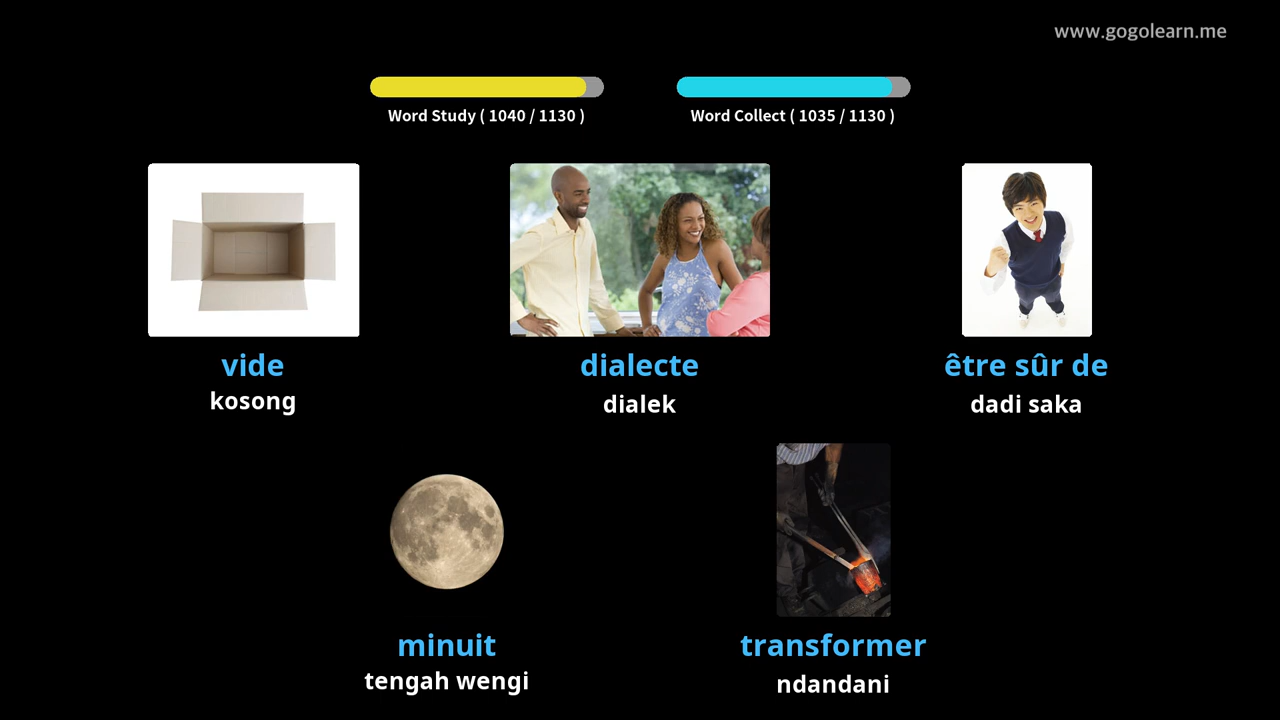 www.gogolearn.me
Word Study ( 1040 / 1130 )
Word Collect ( 1035 / 1130 )
vide
kosong
dialecte
dialek
être sûr de
dadi saka
minuit
tengah wengi
transformer
ndandani